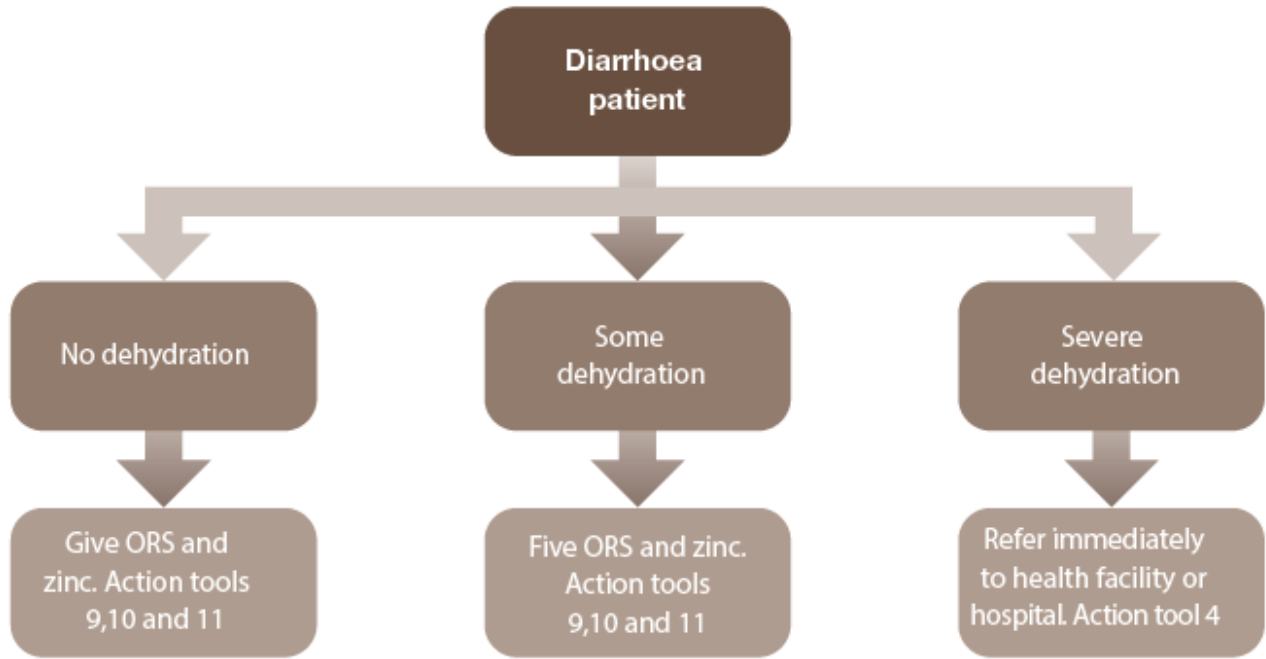 Diarrhoea
patient
No dehydration
Some
dehydration
Severe
dehydration
Give ORS and
zinc. Action tools
9,10 and 11
Five ORS and zinc.
Action tools
9,10 and 11
Refer immediately
to health facility or
hospital. Action tool 4